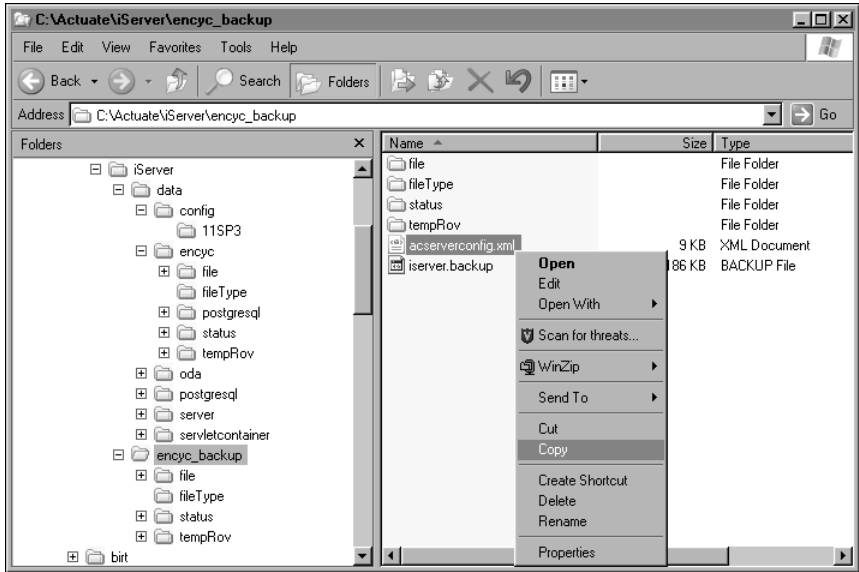 C:\Actuate\iServer\encyc_backup
File Edit View Favorites Tools Help
Back Search Folders
Address C:\Actuate\iServer\encyc_backup Go
Folders x
iServer
data
config
11SP3
encyc
file
fileType
postgresql
status
tempRov
oda
postgresql
server
servletcontainer
encyc_backup
file
fileType
status
tempRov
birt
Name Size Type
file File Folder
fileType File Folder
status File Folder
tempRov File Folder
acserverconfig.xml 9 KB XML Document
iserver.backup 186 KB BACKUP File
Open
Edit
Open With
Scan for threats...
WinZip
Send To
Cut
Copy
Create Shortcut
Delete
Rename
Properties